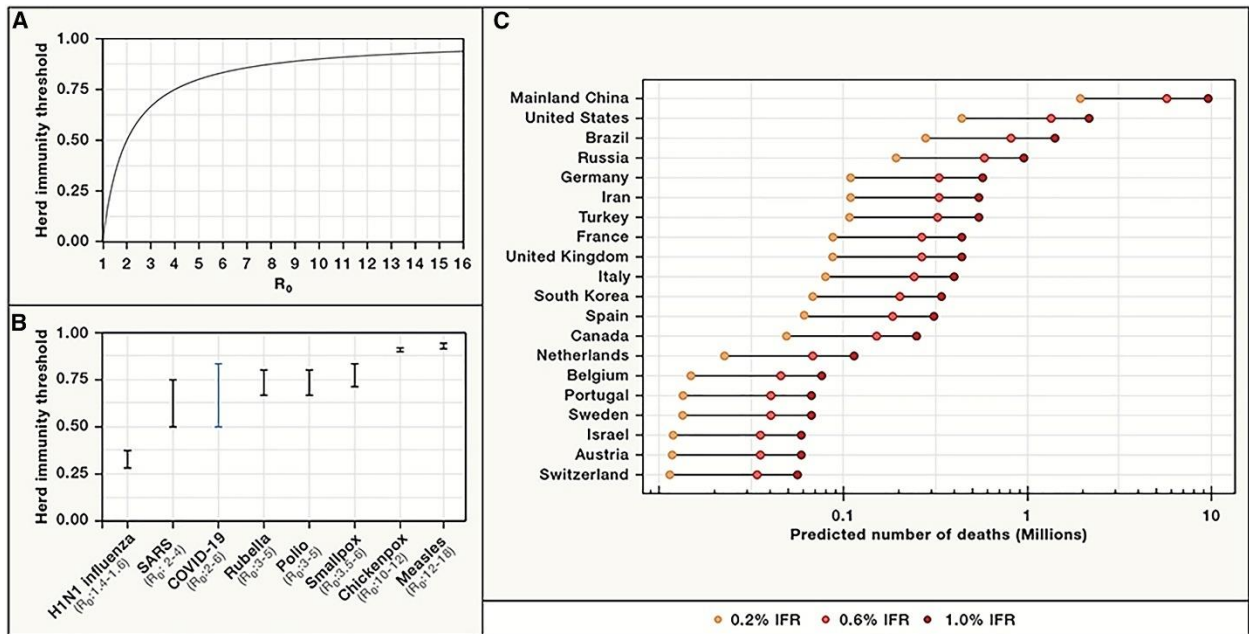 A
Herd immunity threshold
1.00
0.75
0.50
0.25
0.00
1 2 3 4 5 6 7 8 9 10 11 12 13 14 15 16
R0
B
Herd immunity threshold
1.00
0.75
0.50
0.25
0.00
H1N1 influenza
(R0:1.4-1.6)
SARS
(R0: 2-4)
COVID-19
(R0:2-6)
Rubella
(R0:3-5)
Polio
(R0:3-5)
Smallpox
(R0:3.5-6)
Chickenpox
(R0:10-12)
Measles
(R0:12-18)
C
Mainland China
United States
Brazil
Russia
Germany
Iran
Turkey
France
United Kingdom
Italy
South Korea
Spain
Canada
Netherlands
Belgium
Portugal
Sweden
Israel
Austria
Switzerland
0.1 1 10
Predicted number of deaths (Millions)
0.2% IFR 0.6% IFR 1.0% IFR